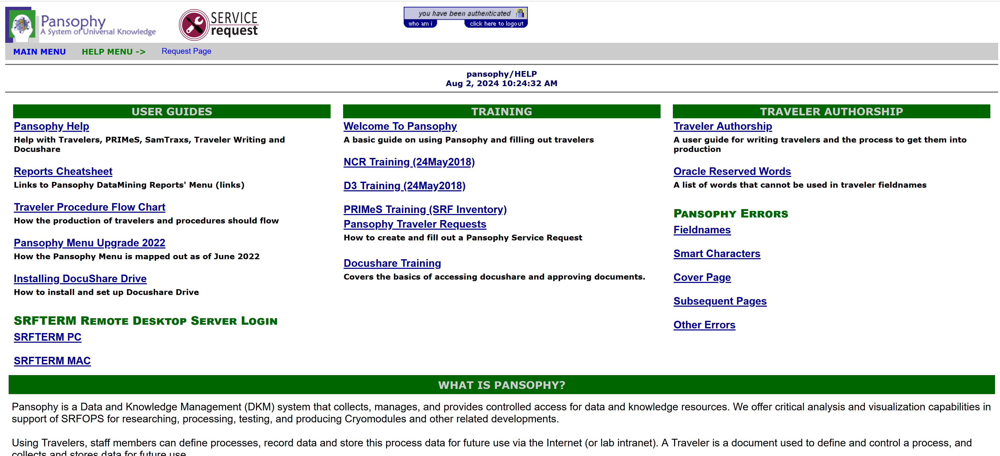 Pansophy
A System of Universal Knowledge
SERVICE
request
you have been authenticated
who am i
click here to logout
MAIN MENU
HELP MENU ->
Request Page
pansophy/HELP
Aug 2, 2024 10:24:32 AM
USER GUIDES
Pansophy Help
Help with Travelers, PRIMeS, SamTraxs, Traveler Writing and
Docushare
Reports Cheatsheet
Links to Pansophy DataMining Reports' Menu (links)
Traveler Procedure Flow Chart
How the production of travelers and procedures should flow
Pansophy Menu Upgrade 2022
How the Pansophy Menu is mapped out as of June 2022
Installing DocuShare Drive
How to install and set up Docushare Drive
SRFTERM Remote Desktop Server Login
SRFTERM PC
SRFTERM MAC
TRAINING
Welcome To Pansophy
A basic guide on using Pansophy and filling out travelers
NCR Training (24May2018)
D3 Training (24May2018)
PRIMeS Training (SRF Inventory)
Pansophy Traveler Requests
How to create and fill out a Pansophy Service Request
Docushare Training
Covers the basics of accessing docushare and approving documents.
TRAVELER AUTHORSHIP
Traveler Authorship
A user guide for writing travelers and the process to get them into
production
Oracle Reserved Words
A list of words that cannot be used in traveler fieldnames
Pansophy Errors
Fieldnames
Smart Characters
Cover Page
Subsequent Pages
Other Errors
WHAT IS PANSOPHY?
Pansophy is a Data and Knowledge Management (DKM) system that collects, manages, and provides controlled access for data and knowledge resources. We offer critical analysis and visualization capabilities in
support of SRFOPS for researching, processing, testing, and producing Cryomodules and other related developments.
Using Travelers, staff members can define processes, record data and store this process data for future use via the Internet (or lab intranet). A Traveler is a document used to define and control a process, and
collects and stores data for future use.